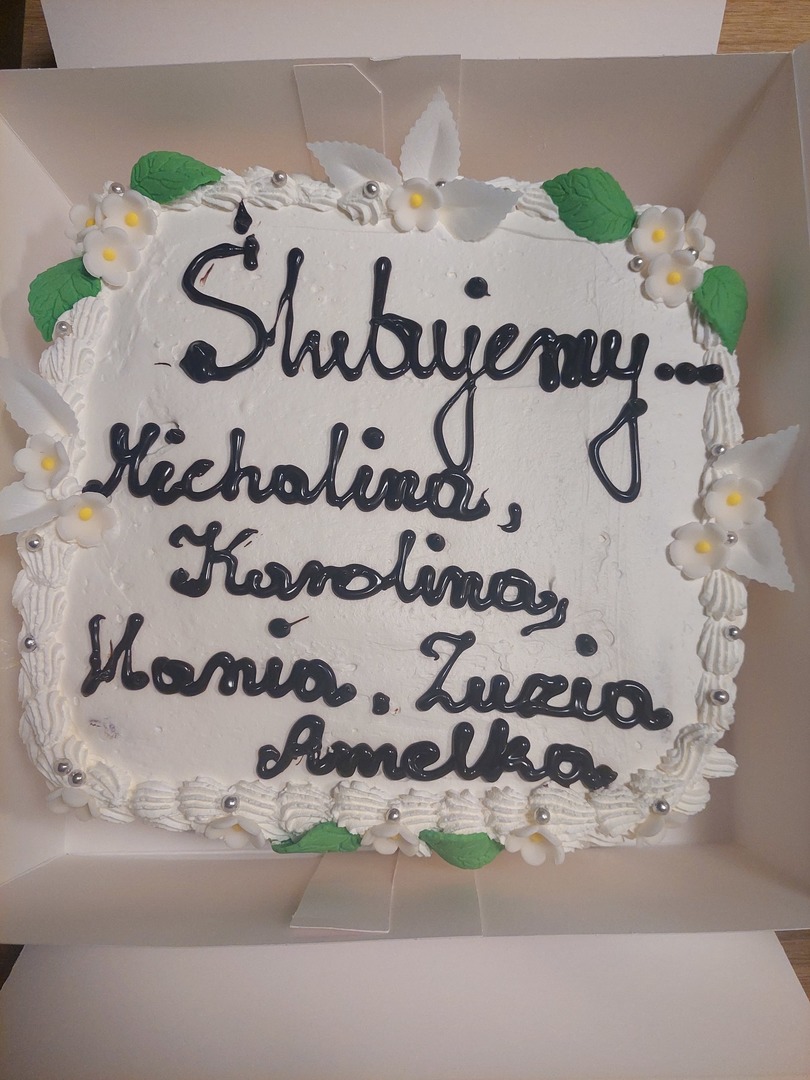 Ślubujemy...
Michalina,
Karolina,
Hania, Zuzia
Amelka